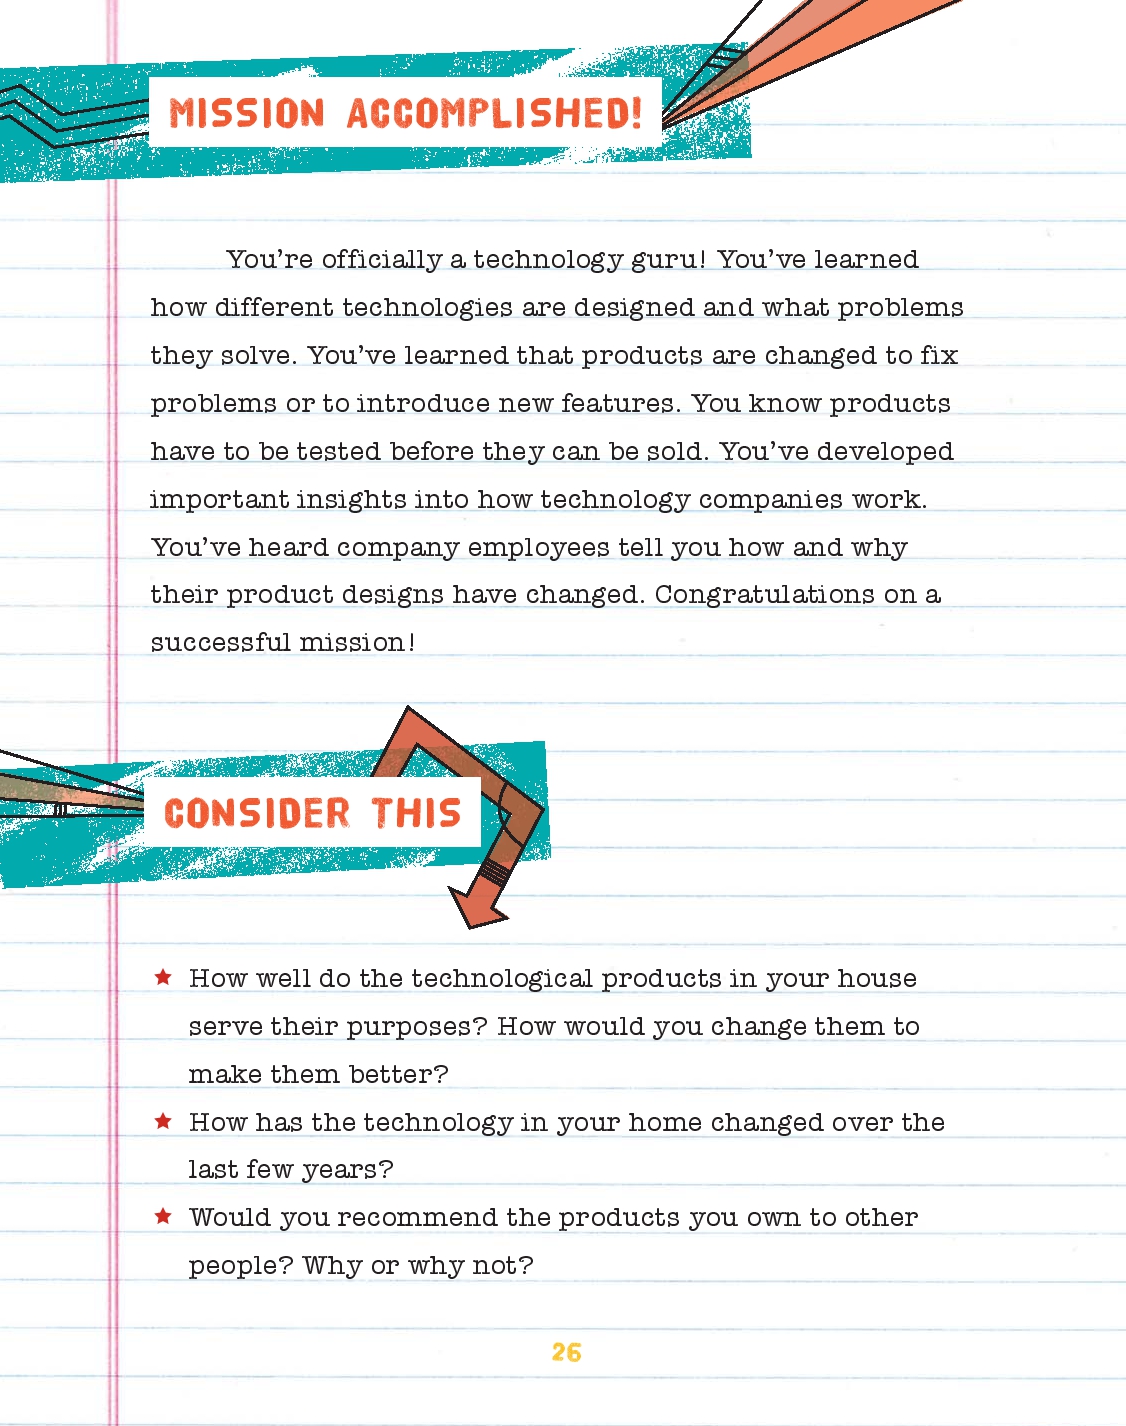 MISSION ACCOMPLISHED!
You're officially a technology guru! You've learned
how different technologies are designed and what problems
they solve. You've learned that products are changed to fix
problems or to introduce new features. You know products
have to be tested before they can be sold. You've developed
important insights into how technology companies work.
You've heard company employees tell you how and why
their product designs have changed. Congratulations on a
successful mission!
CONSIDER THIS
★ How well do the technological products in your house
serve their purposes? How would you change them to
make them better?
★ How has the technology in your home changed over the
last few years?
★ Would you recommend the products you own to other
people? Why or why not?
26